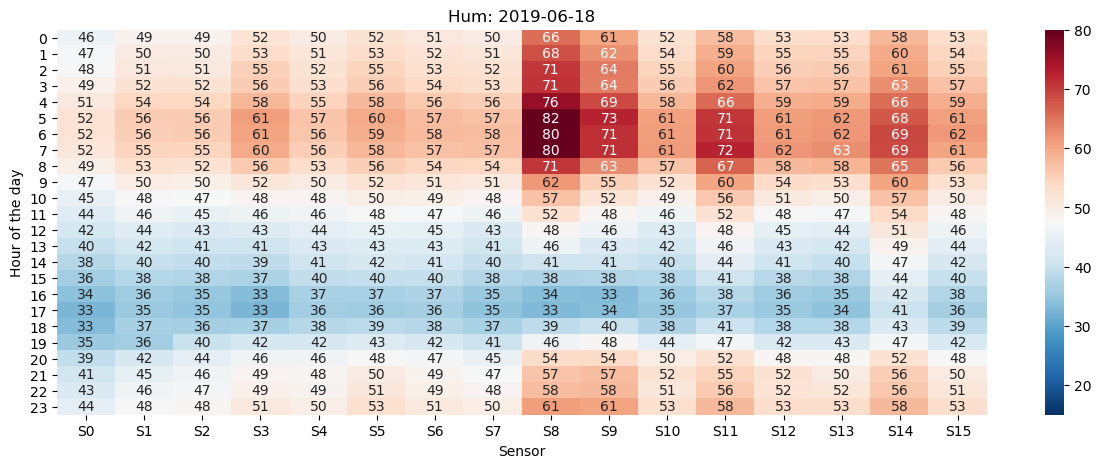 Hum: 2019-06-18
Hour of the day
0 46 49 49 52 50 52 51 50 66 61 52 58 53 53 58 53
1 47 50 50 53 51 53 52 51 68 62 54 59 55 55 60 54
2 48 51 51 55 52 55 53 52 71 64 55 60 56 56 61 55
3 49 52 52 56 53 56 54 53 71 64 56 62 57 57 63 57
4 51 54 54 58 55 58 56 56 76 69 58 66 59 59 66 59
5 52 56 56 61 57 60 57 57 82 73 61 71 61 62 68 61
6 52 56 56 61 56 59 58 58 80 71 61 71 61 62 69 62
7 52 55 55 60 56 58 57 57 80 71 61 72 62 63 69 61
8 49 53 52 56 53 56 54 54 71 63 57 67 58 58 65 56
9 47 50 50 52 50 52 51 51 62 55 52 60 54 53 60 53
10 45 48 47 48 48 50 49 48 57 52 49 56 51 50 57 50
11 44 46 45 46 46 48 47 46 52 48 46 52 48 47 54 48
12 42 44 43 43 44 45 45 43 48 46 43 48 45 44 51 46
13 40 42 41 41 43 43 43 41 46 43 42 46 43 42 49 44
14 38 40 40 39 41 42 41 40 41 41 40 44 41 40 47 42
15 36 38 38 37 40 40 40 38 38 38 38 41 38 38 44 40
16 34 36 35 33 37 37 37 35 34 33 36 38 36 35 42 38
17 33 35 35 33 36 36 36 35 33 34 35 37 35 34 41 36
18 33 37 36 37 38 39 38 37 39 40 38 41 38 38 43 39
19 35 36 40 42 42 43 42 41 46 48 44 47 42 43 47 42
20 39 42 44 46 46 48 47 45 54 54 50 52 48 48 52 48
21 41 45 46 49 48 50 49 47 57 57 52 55 52 50 56 50
22 43 46 47 49 49 51 49 48 58 58 51 56 52 52 56 51
23 44 48 48 51 50 53 51 50 61 61 53 58 53 53 58 53
S0 S1 S2 S3 S4 S5 S6 S7 S8 S9 S10 S11 S12 S13 S14 S15
Sensor
80
70
60
50
40
30
20